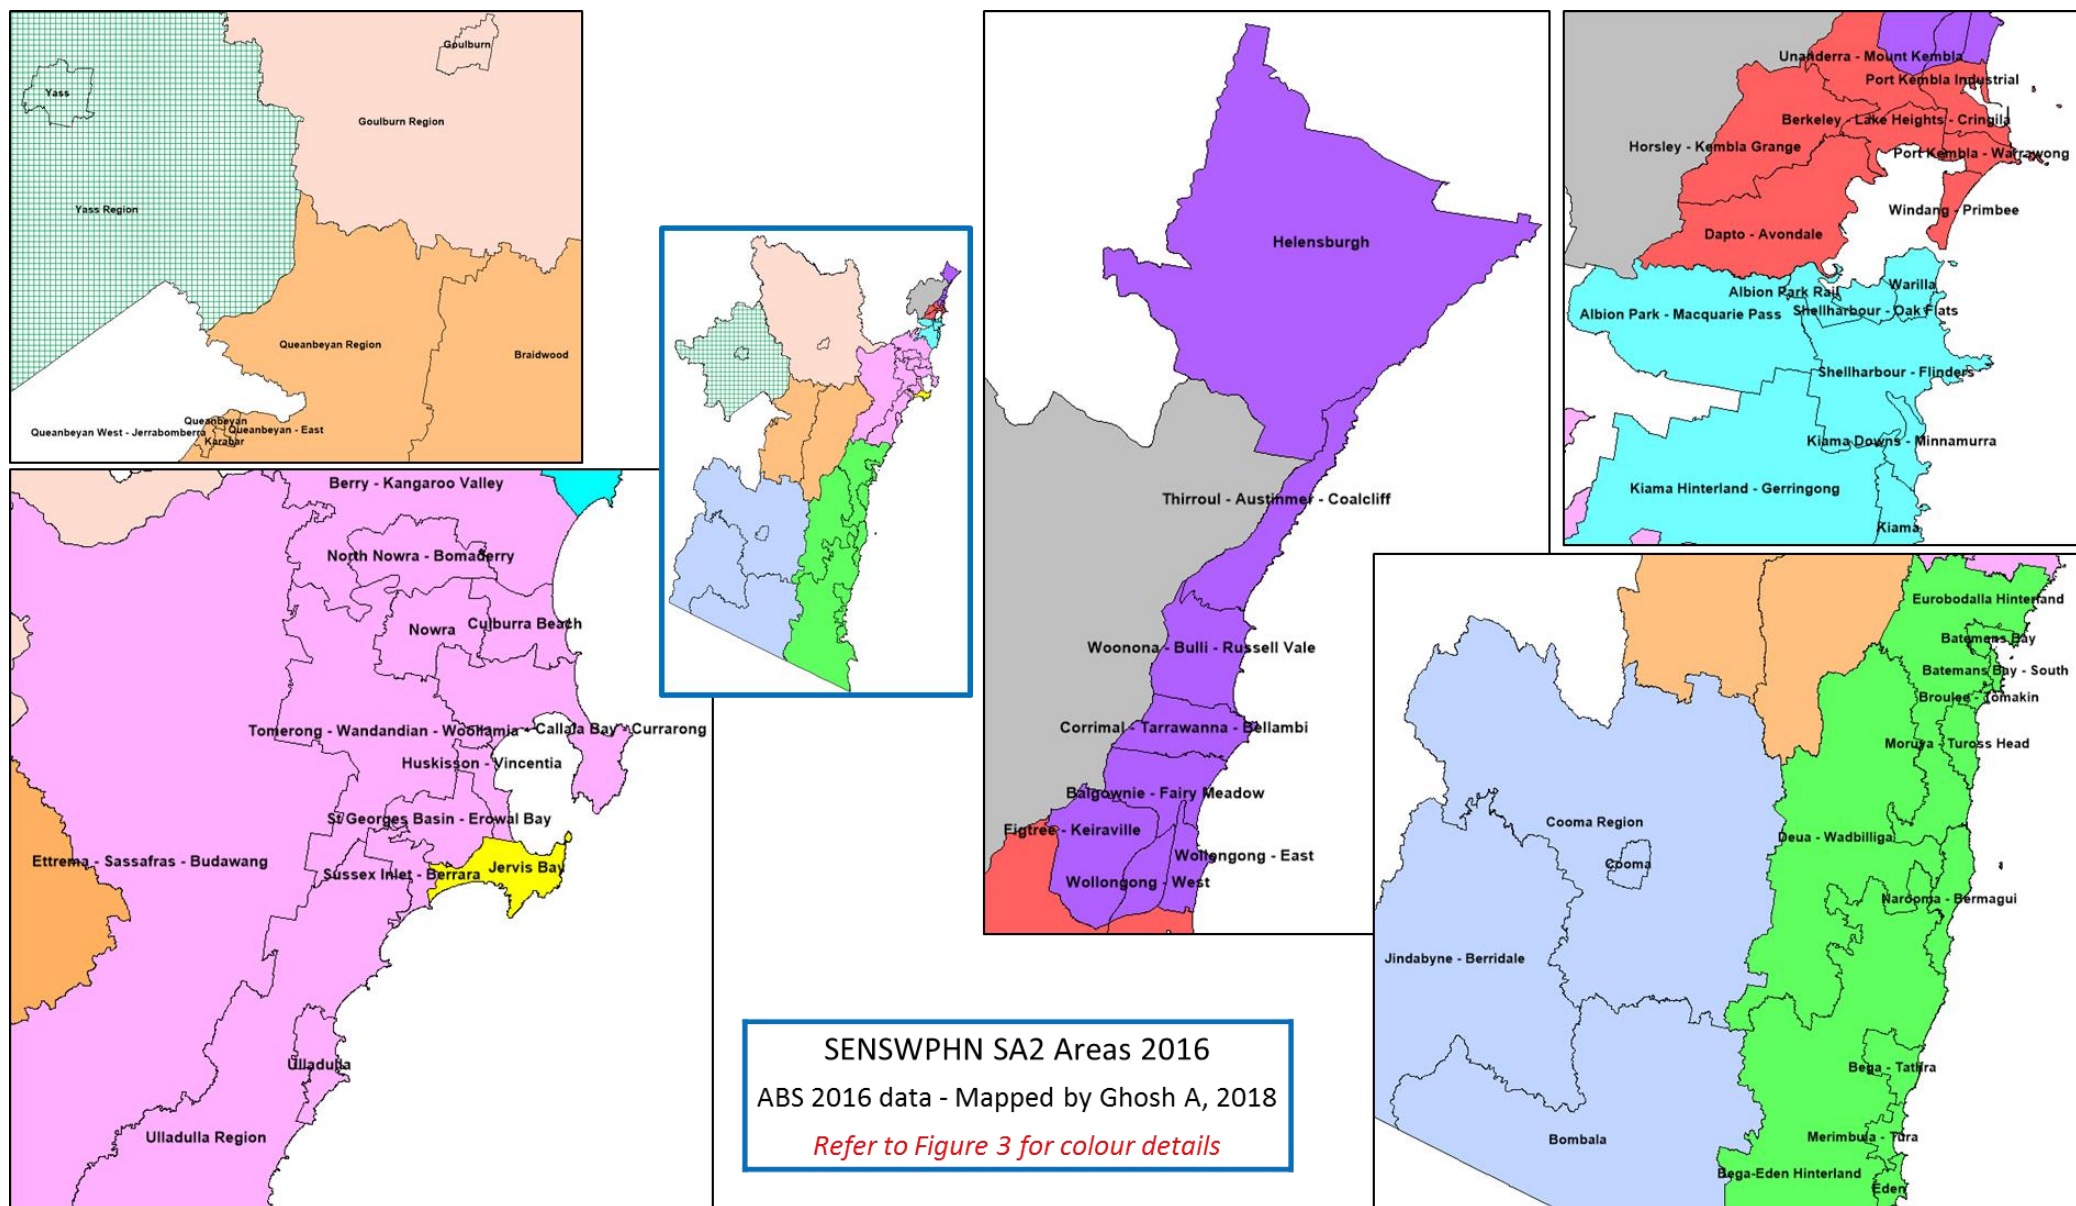 Goulburn
Yass
Goulburn Region
Yass Region
Queanbeyan Region
Braidwood
Queanbeyan
Queanbeyan West - Jerrabomberra
Queanbeyan - East
Karabar
Berry - Kangaroo Valley
North Nowra - Bomaderry
Nowra
Culburra Beach
Tomerong - Wandandian - Woollamia
Callala Bay - Currarong
Huskisson - Vincentia
St Georges Basin - Erowal Bay
Ettrema - Sassafras - Budawang
Sussex Inlet - Berrara
Jervis Bay
Ulladulla
Ulladulla Region
Helensburgh
Thirroul - Austinmer - Coalcliff
Woonona - Bulli - Russell Vale
Corrimal - Tarrawanna - Bellambi
Balgownie - Fairy Meadow
Figtree - Keiraville
Wollongong - East
Wollongong - West
Unanderra - Mount Kembla
Port Kembla Industrial
Berkeley - Lake Heights - Cringila
Horsley - Kembla Grange
Port Kembla - Warrawong
Windang - Primbee
Dapto - Avondale
Warilla
Albion Park Rail
Albion Park - Macquarie Pass
Shellharbour - Oak Flats
Shellharbour - Flinders
Kiama Downs - Minnamurra
Kiama Hinterland - Gerringong
Kiama
Eurobodalla Hinterland
Batemans Bay
Batemans Bay - South
Broulee - Tomakin
Moruya - Tuross Head
Cooma Region
Deua - Wadbilliga
Cooma
Narooma - Bermagui
Jindabyne - Berridale
Bega - Tathra
Bombala
Merimbula - Tura
Bega-Eden Hinterland
Eden
SENSWPHN SA2 Areas 2016
ABS 2016 data - Mapped by Ghosh A, 2018
Refer to Figure 3 for colour details